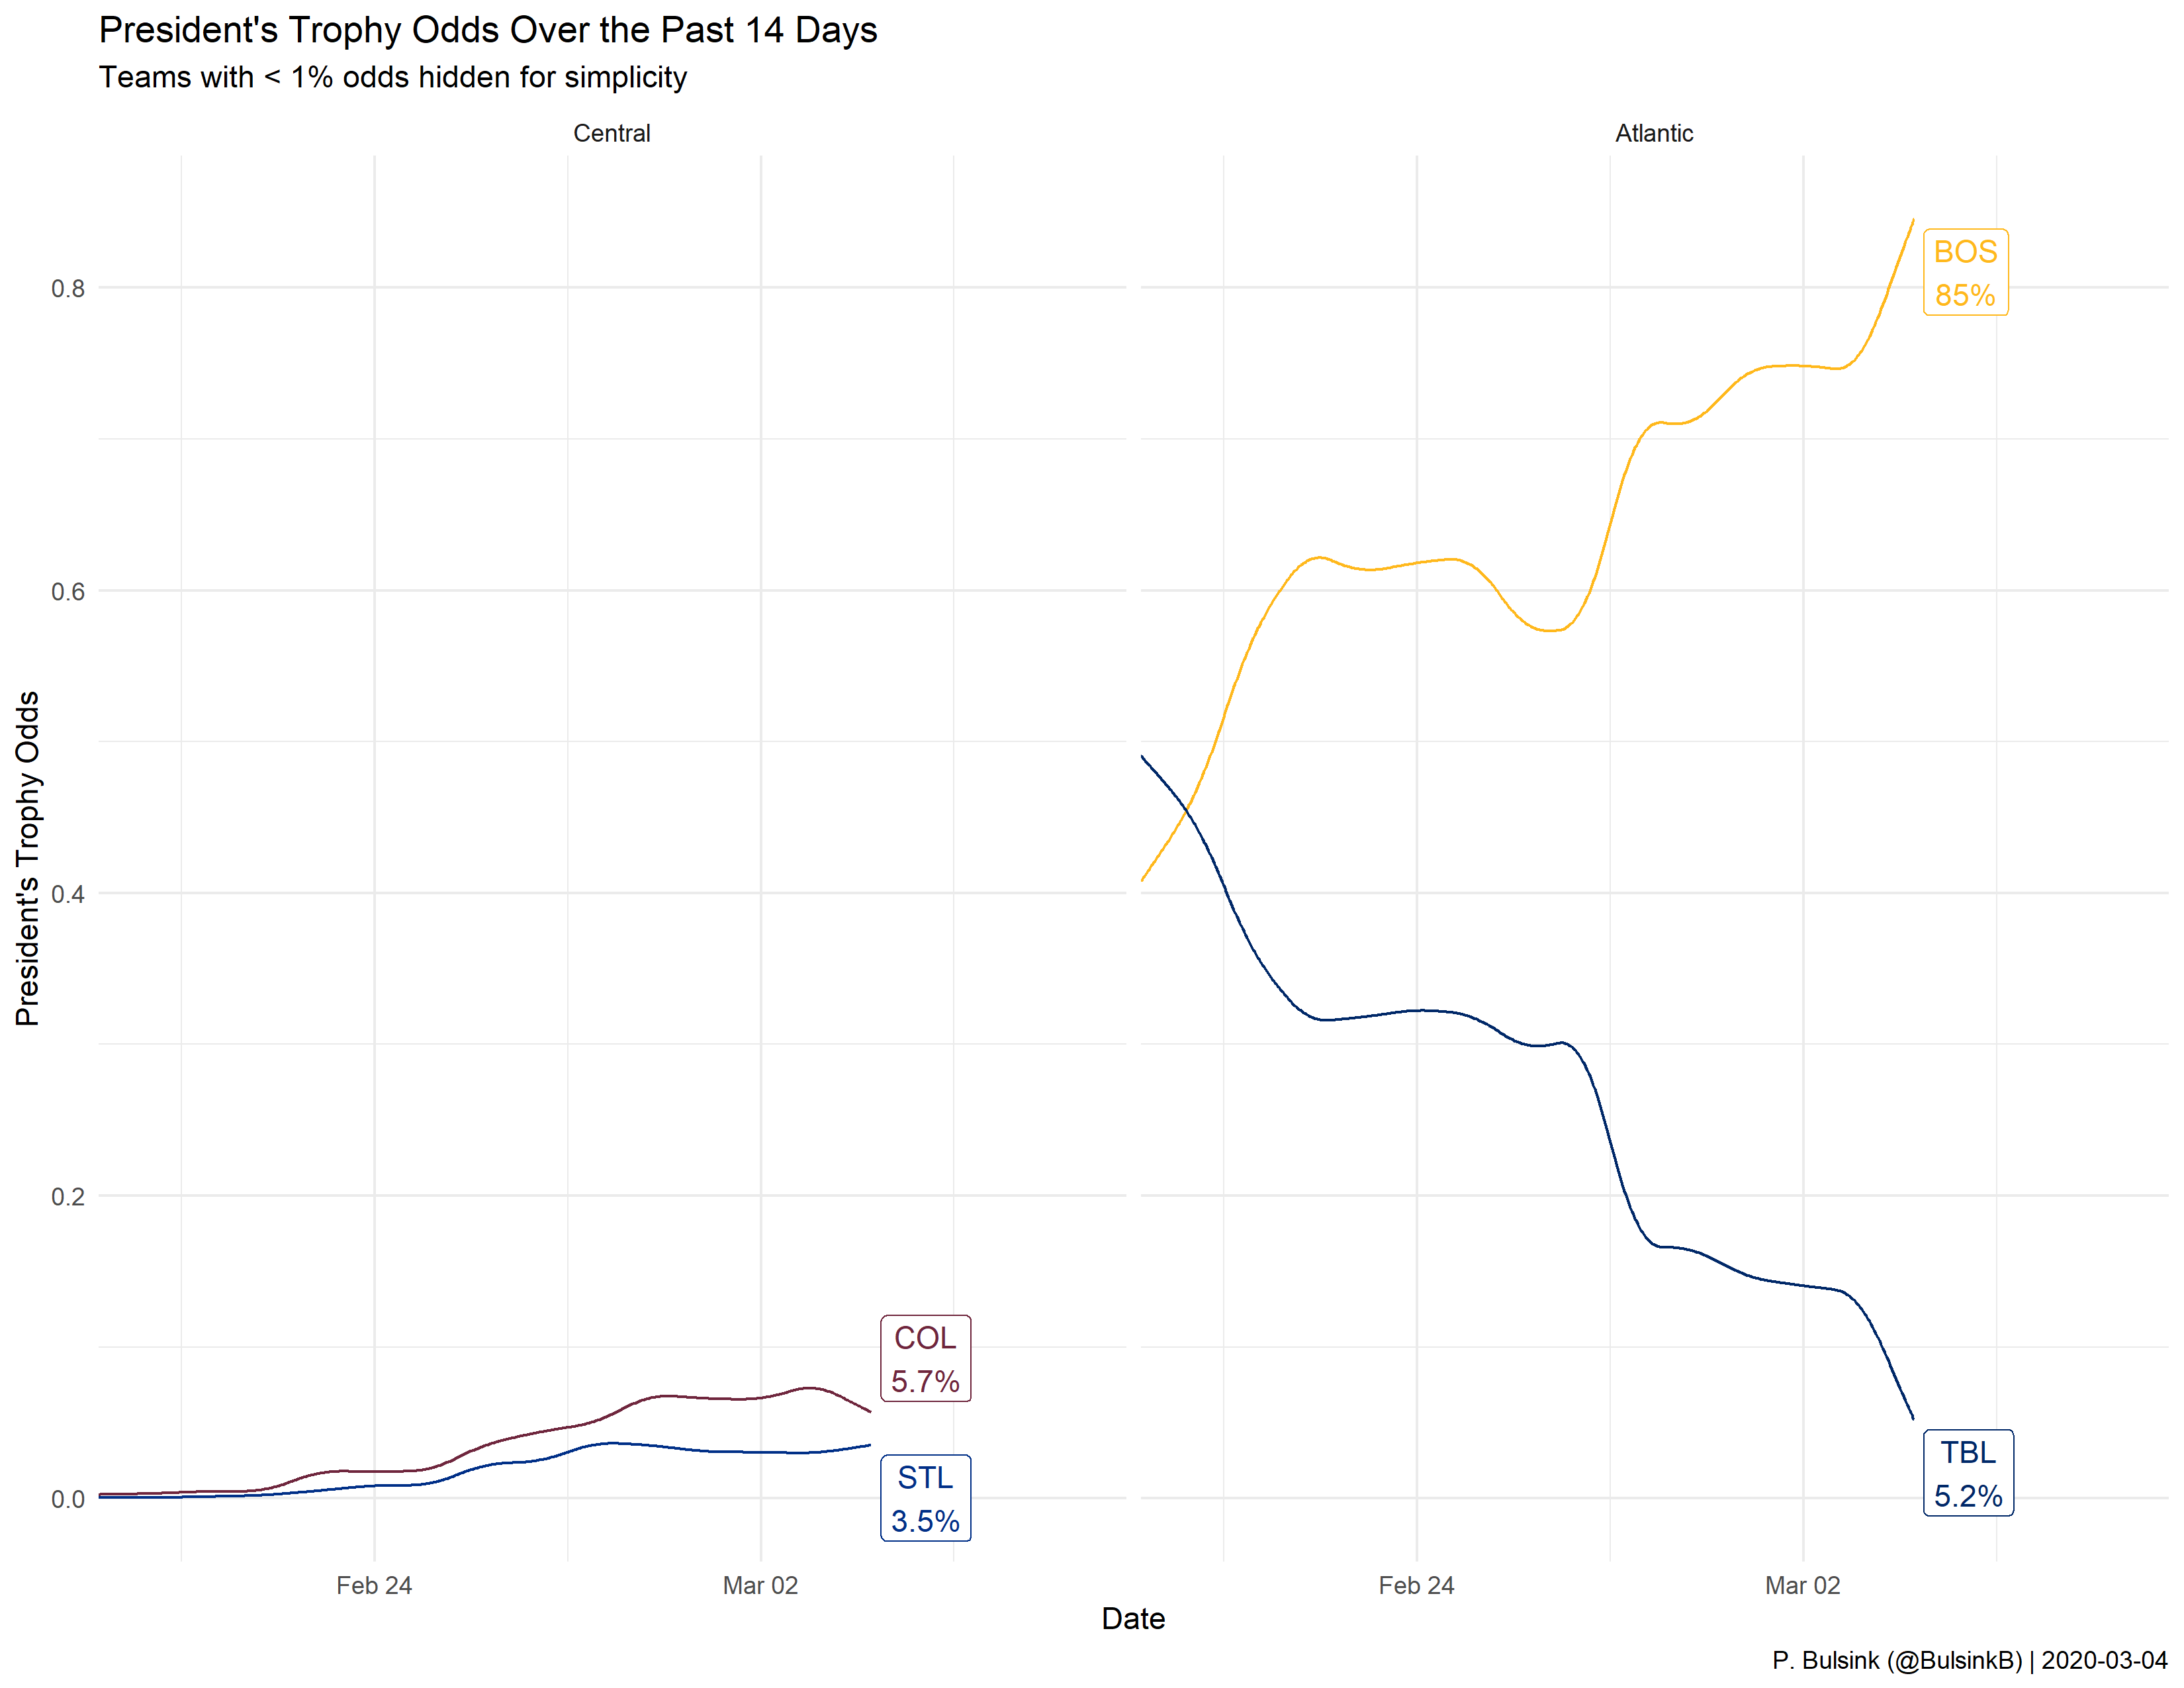 President's Trophy Odds Over the Past 14 Days
Teams with < 1% odds hidden for simplicity
Central
Atlantic
President's Trophy Odds
0.8
0.6
0.4
0.2
0.0
COL
5.7%
STL
3.5%
BOS
85%
TBL
5.2%
Feb 24
Mar 02
Feb 24
Mar 02
Date
P. Bulsink (@BulsinkB) | 2020-03-04